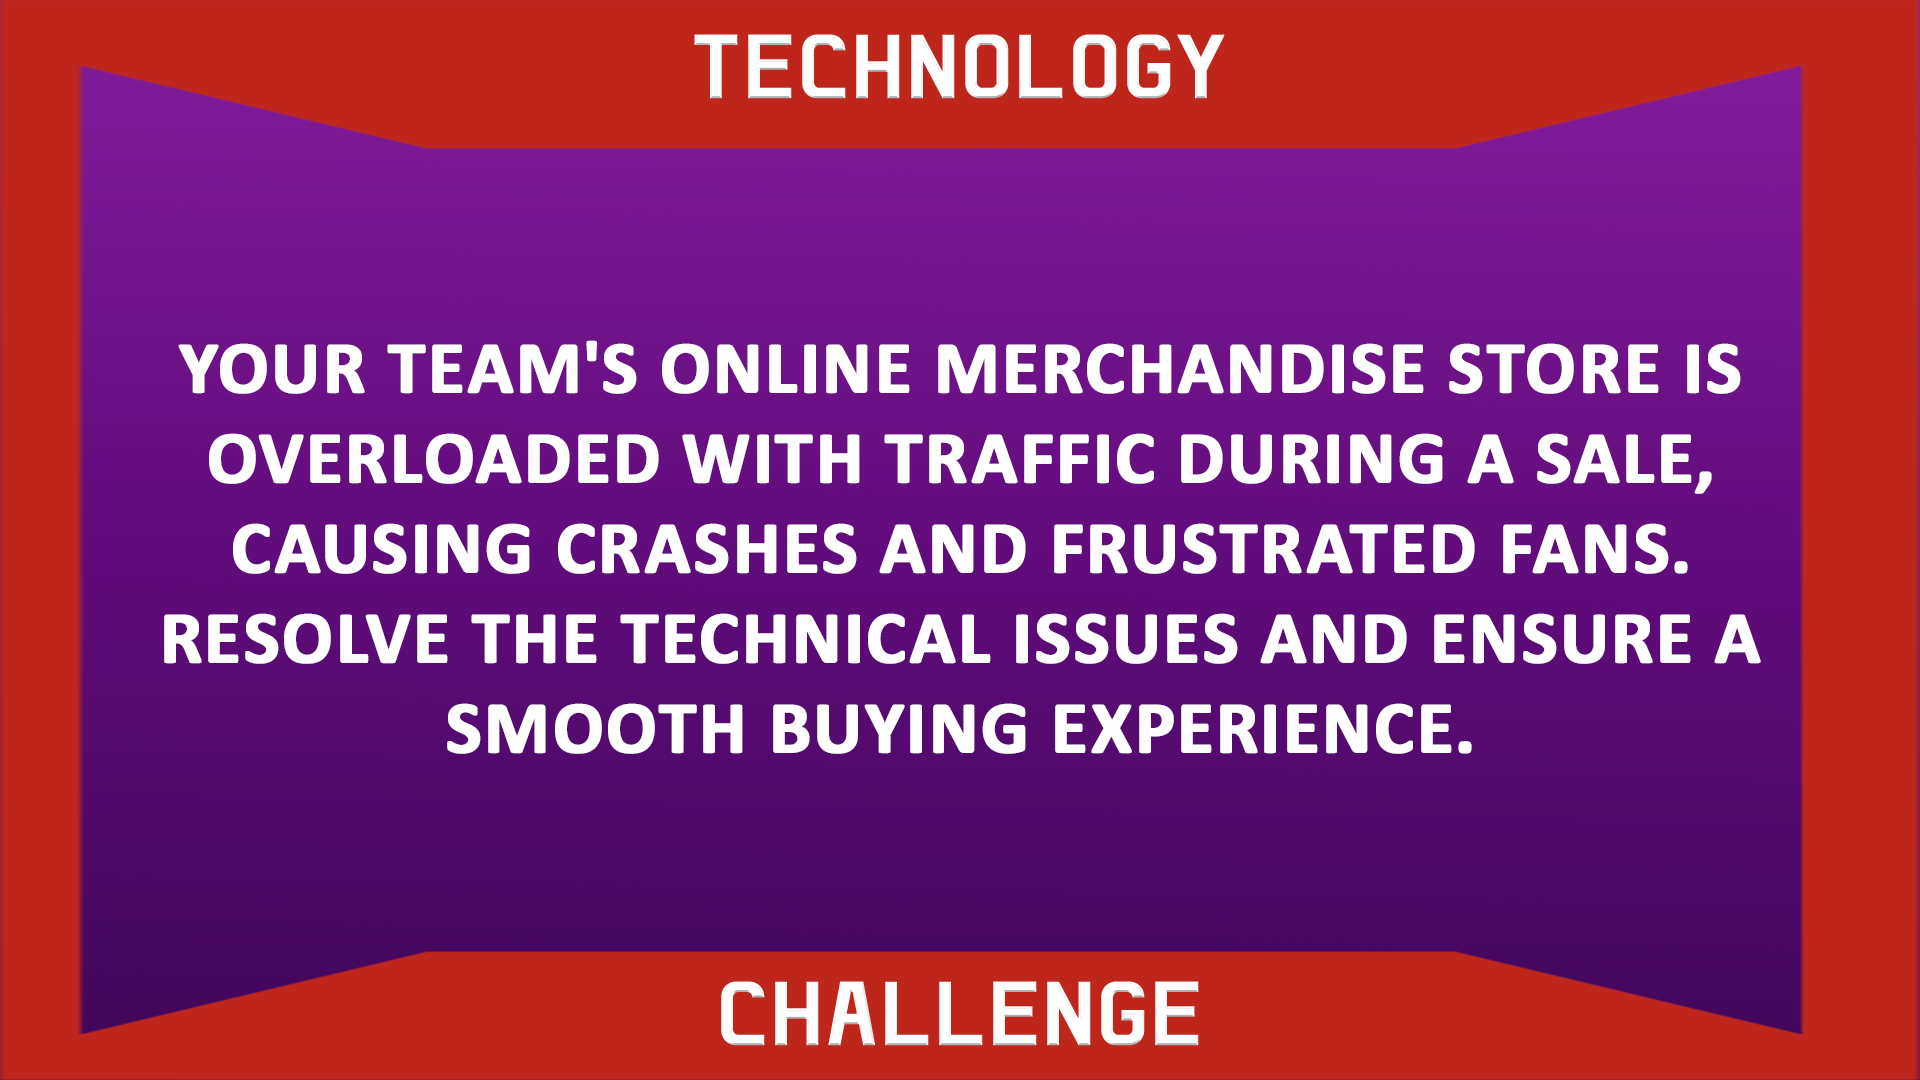 TECHNOLOGY
YOUR TEAM'S ONLINE MERCHANDISE STORE IS
OVERLOADED WITH TRAFFIC DURING A SALE,
CAUSING CRASHES AND FRUSTRATED FANS.
RESOLVE THE TECHNICAL ISSUES AND ENSURE A
SMOOTH BUYING EXPERIENCE.
CHALLENGE